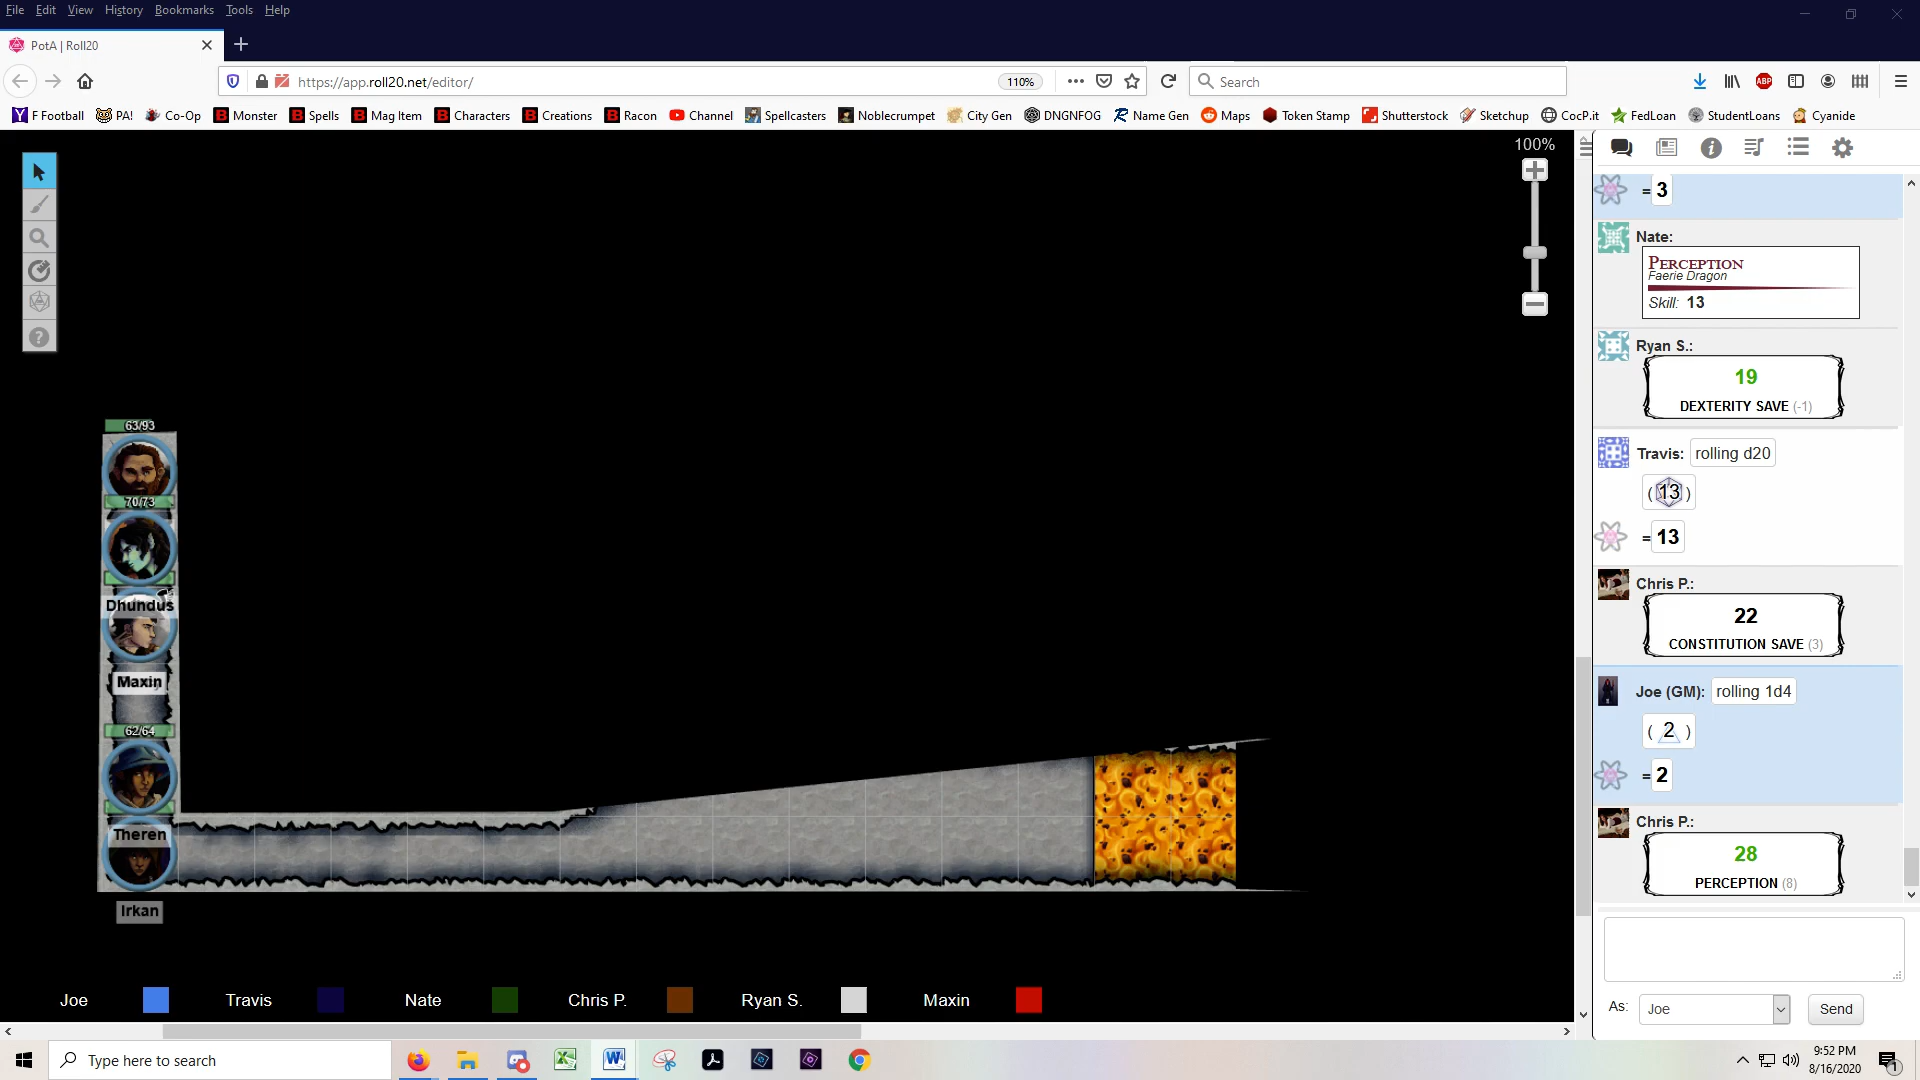 File Edit View History Bookmarks Tools Help
PotA | Roll20
https://app.roll20.net/editor/ 110% Search
F Football PA! Co-Op Monster Spells Mag Item Characters Creations Racon Channel Spellcasters Noblecrumpet City Gen DNGNFOG Name Gen Maps Token Stamp Shutterstock Sketchup CocP.it FedLoan StudentLoans Cyanide
100%
= 3
Nate:
PERCEPTION
Faerie Dragon
Skill: 13
Ryan S.:
19
DEXTERITY SAVE (-1)
Travis: rolling d20
(13)
= 13
Chris P.:
22
CONSTITUTION SAVE (3)
Joe (GM): rolling 1d4
( 2 )
= 2
Chris P.:
28
PERCEPTION (8)
63/93
70/73
Dhundus
Maxin
62/64
Theren
Irkan
Joe Travis Nate Chris P. Ryan S. Maxin
As: Joe Send
Type here to search
9:52 PM
8/16/2020
1